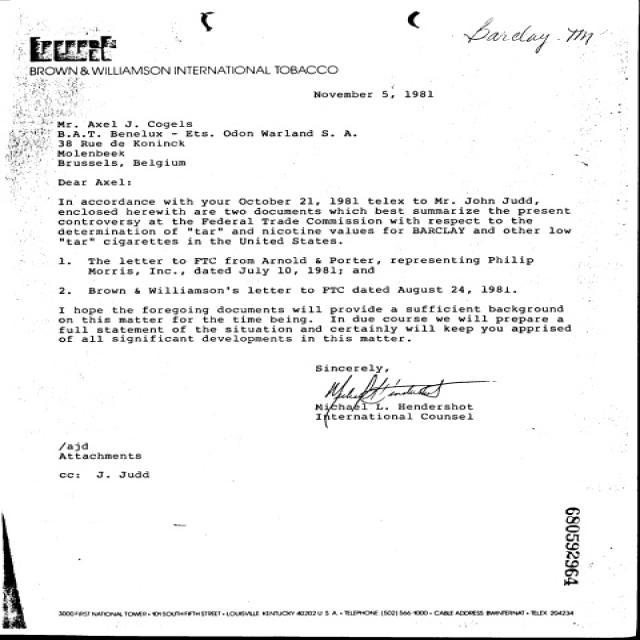 Barclay
bwit
BROWN & WILLIAMSON INTERNATIONAL TOBACCO
November 5, 1981
Mr. Axel J. Cogels
B.A.T. Benelux - Ets. Odon Warland S. A.
38 Rue de Koninck
Molenbeek
Brussels, Belgium
Dear Axel:
In accordance with your October 21, 1981 telex to Mr. John Judd,
enclosed herewith are two documents which best summarize the present
controversy at the Federal Trade Commission with respect to the
determination of "tar" and nicotine values for BARCLAY and other low
"tar" cigarettes in the United States.
1. The letter to FTC from Arnold & Porter, representing Philip
Morris, Inc., dated July 10, 1981; and
2. Brown & Williamson's letter to FTC dated August 24, 1981.
I hope the foregoing documents will provide a sufficient background
on this matter for the time being. In due course we will prepare a
full statement of the situation and certainly will keep you apprised
of all significant developments in this matter.
Sincerely,
Michael L. Hendershot
International Counsel
/ajd
Attachments
cc: J. Judd
680592964
3000 FIRST NATIONAL TOWER • 101 SOUTH FIFTH STREET • LOUISVILLE KENTUCKY 40202 U. S. A. • TELEPHONE (502) 566 1000 • CABLE ADDRESS BWINTERNAT • TELEX 204234